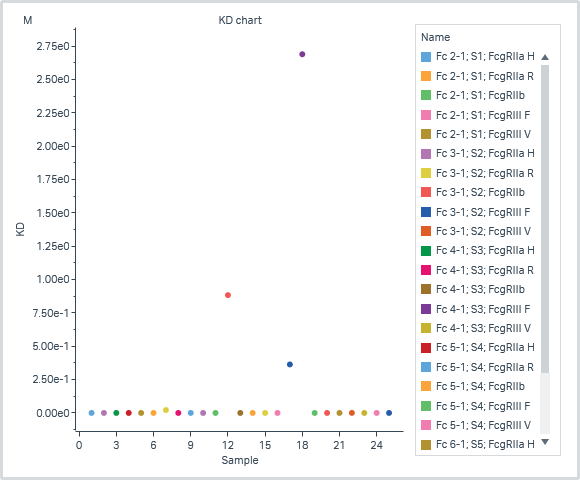 M
KD chart
2.75e0
2.50e0
2.25e0
2.00e0
1.75e0
1.50e0
1.25e0
1.00e0
7.50e-1
5.00e-1
2.50e-1
0.00e0
KD
0 3 6 9 12 15 18 21 24
Sample
Name
Fc 2-1; S1; FcgRIIa H
Fc 2-1; S1; FcgRIIa R
Fc 2-1; S1; FcgRIIb
Fc 2-1; S1; FcgRIII F
Fc 2-1; S1; FcgRIII V
Fc 3-1; S2; FcgRIIa H
Fc 3-1; S2; FcgRIIa R
Fc 3-1; S2; FcgRIIb
Fc 3-1; S2; FcgRIII F
Fc 3-1; S2; FcgRIII V
Fc 4-1; S3; FcgRIIa H
Fc 4-1; S3; FcgRIIa R
Fc 4-1; S3; FcgRIIb
Fc 4-1; S3; FcgRIII F
Fc 4-1; S3; FcgRIII V
Fc 5-1; S4; FcgRIIa H
Fc 5-1; S4; FcgRIIa R
Fc 5-1; S4; FcgRIIb
Fc 5-1; S4; FcgRIII F
Fc 5-1; S4; FcgRIII V
Fc 6-1; S5; FcgRIIa H